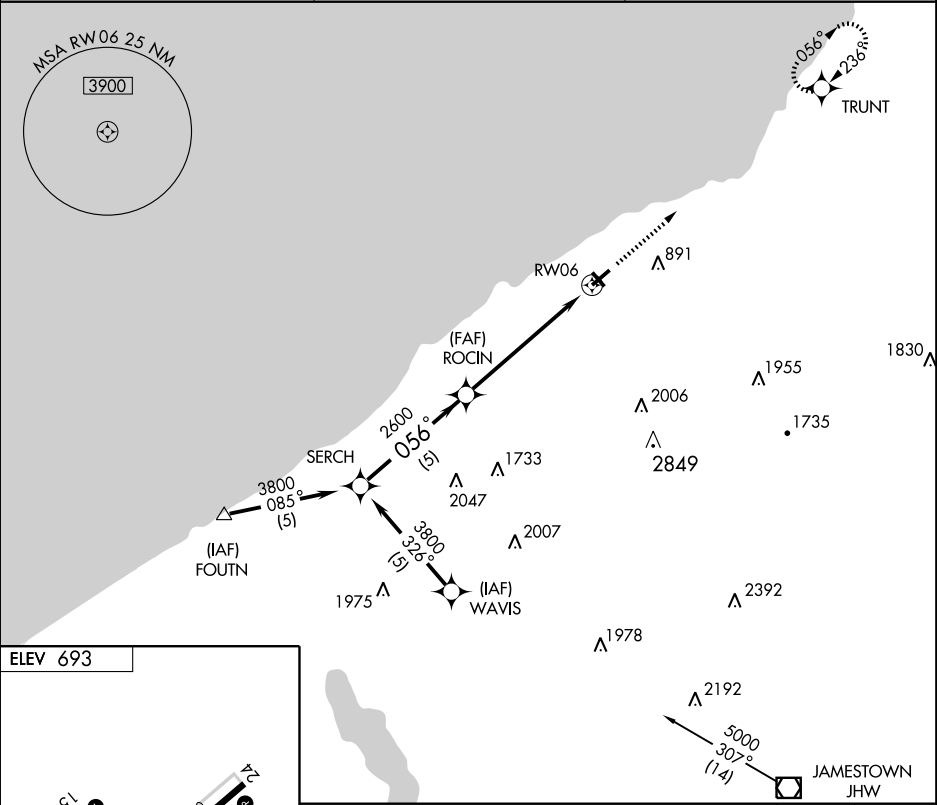 MSA RW06 25 NM
3900
056°
236°
TRUNT
RW06
891
(FAF)
ROCIN
1830
1955
2006
1735
2849
2600
056°
(5)
SERCH
1733
2047
3800
085°
(5)
(IAF)
FOUTN
2007
3800
326°
(5)
1975
(IAF)
WAVIS
2392
1978
2192
ELEV 693
5000
307°
(14)
JAMESTOWN
JHW
24
15